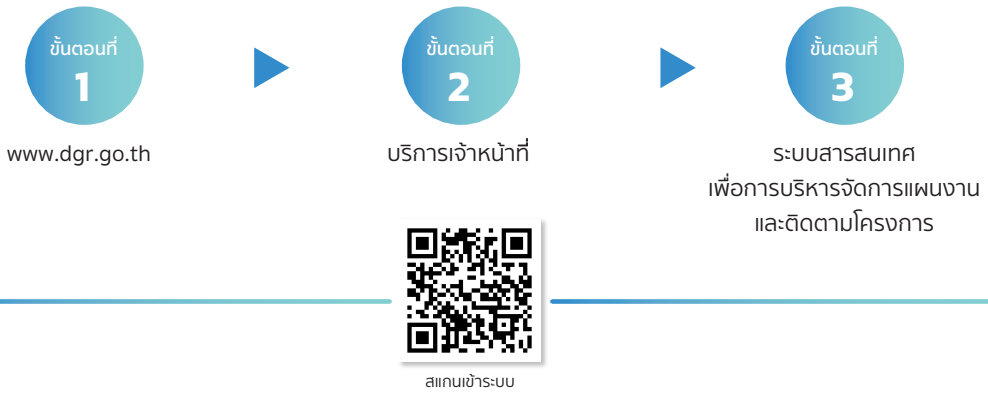 ขั้นตอนที่
1
ขั้นตอนที่
2
ขั้นตอนที่
3
www.dgr.go.th
บริการเจ้าหน้าที่
ระบบสารสนเทศ
เพื่อการบริหารจัดการแผนงาน
และติดตามโครงการ
สแกนเข้าระบบ